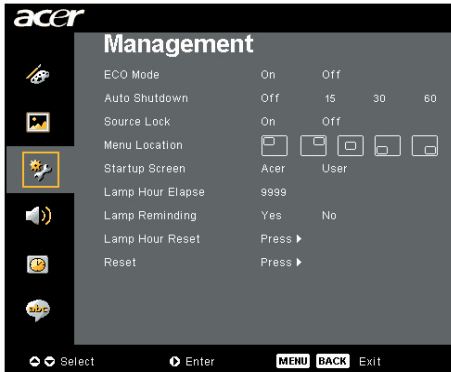 acer
Management
ECO Mode On Off
Auto Shutdown Off 15 30 60
Source Lock On Off
Menu Location
Startup Screen Acer User
Lamp Hour Elapse 9999
Lamp Reminding Yes No
Lamp Hour Reset Press
Reset Press
abc
Select Enter MENU BACK Exit